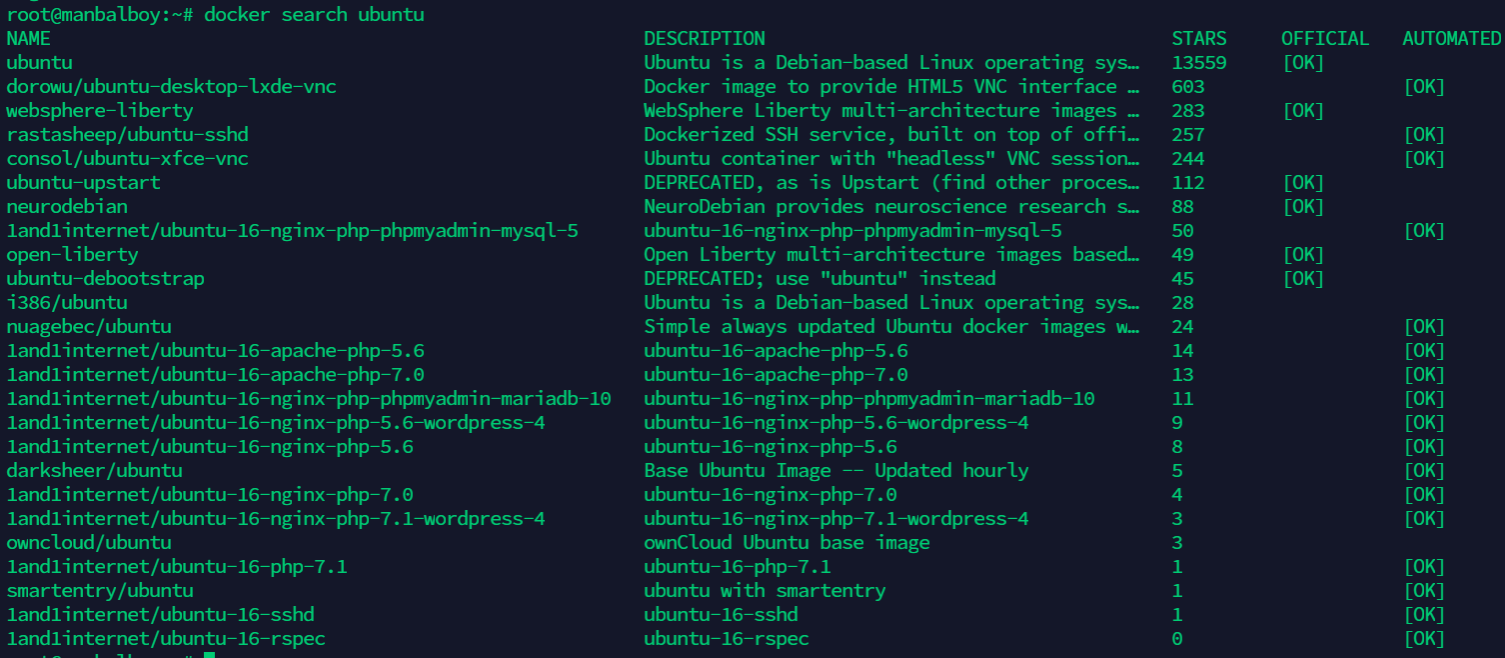 root@manbalboy:~# docker search ubuntu
NAME DESCRIPTION STARS OFFICIAL AUTOMATED
ubuntu Ubuntu is a Debian-based Linux operating sys… 13559 [OK]
dorowu/ubuntu-desktop-lxde-vnc Docker image to provide HTML5 VNC interface … 603 [OK]
websphere-liberty WebSphere Liberty multi-architecture images … 283 [OK]
rastasheep/ubuntu-sshd Dockerized SSH service, built on top of offi… 257 [OK]
consol/ubuntu-xfce-vnc Ubuntu container with "headless" VNC session… 244 [OK]
ubuntu-upstart DEPRECATED, as is Upstart (find other proces… 112 [OK]
neurodebian NeuroDebian provides neuroscience research s… 88 [OK]
1and1internet/ubuntu-16-nginx-php-phpmyadmin-mysql-5 ubuntu-16-nginx-php-phpmyadmin-mysql-5 50 [OK]
open-liberty Open Liberty multi-architecture images based… 49 [OK]
ubuntu-debootstrap DEPRECATED; use "ubuntu" instead 45 [OK]
i386/ubuntu Ubuntu is a Debian-based Linux operating sys… 28
nuagebec/ubuntu Simple always updated Ubuntu docker images w… 24 [OK]
1and1internet/ubuntu-16-apache-php-5.6 ubuntu-16-apache-php-5.6 14 [OK]
1and1internet/ubuntu-16-apache-php-7.0 ubuntu-16-apache-php-7.0 13 [OK]
1and1internet/ubuntu-16-nginx-php-phpmyadmin-mariadb-10 ubuntu-16-nginx-php-phpmyadmin-mariadb-10 11 [OK]
1and1internet/ubuntu-16-nginx-php-5.6-wordpress-4 ubuntu-16-nginx-php-5.6-wordpress-4 9 [OK]
1and1internet/ubuntu-16-nginx-php-5.6 ubuntu-16-nginx-php-5.6 8 [OK]
darksheer/ubuntu Base Ubuntu Image -- Updated hourly 5 [OK]
1and1internet/ubuntu-16-nginx-php-7.0 ubuntu-16-nginx-php-7.0 4 [OK]
1and1internet/ubuntu-16-nginx-php-7.1-wordpress-4 ubuntu-16-nginx-php-7.1-wordpress-4 3 [OK]
owncloud/ubuntu ownCloud Ubuntu base image 3
1and1internet/ubuntu-16-php-7.1 ubuntu-16-php-7.1 1 [OK]
smartentry/ubuntu ubuntu with smartentry 1 [OK]
1and1internet/ubuntu-16-sshd ubuntu-16-sshd 1 [OK]
1and1internet/ubuntu-16-rspec ubuntu-16-rspec 0 [OK]